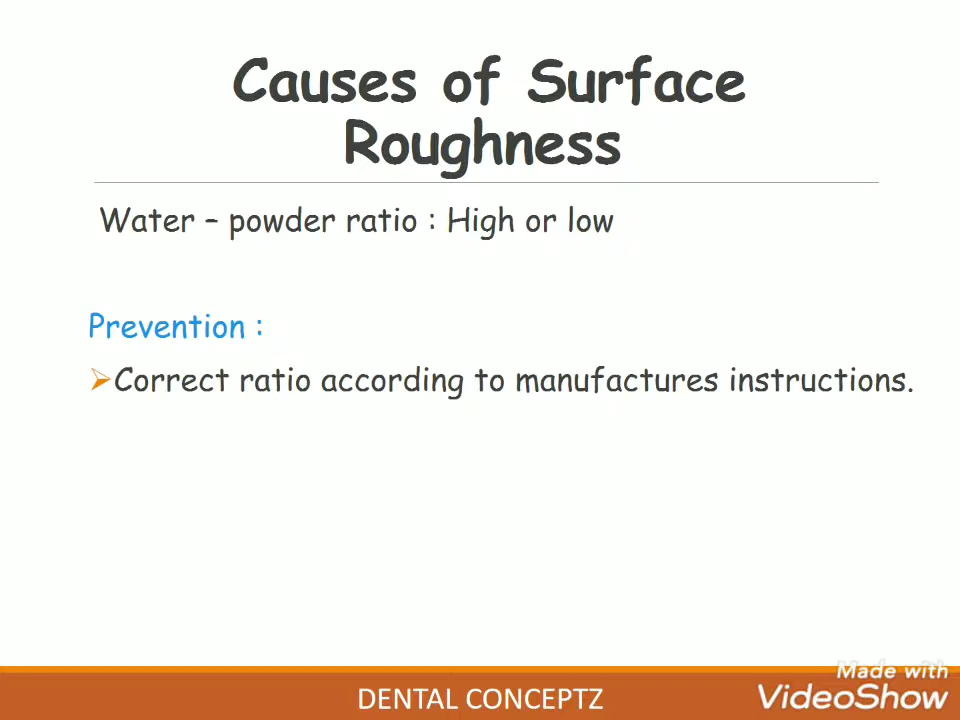 Causes of Surface
Roughness
Water – powder ratio : High or low
Prevention :
➢Correct ratio according to manufactures instructions.
DENTAL CONCEPTZ
Made with
VideoShow